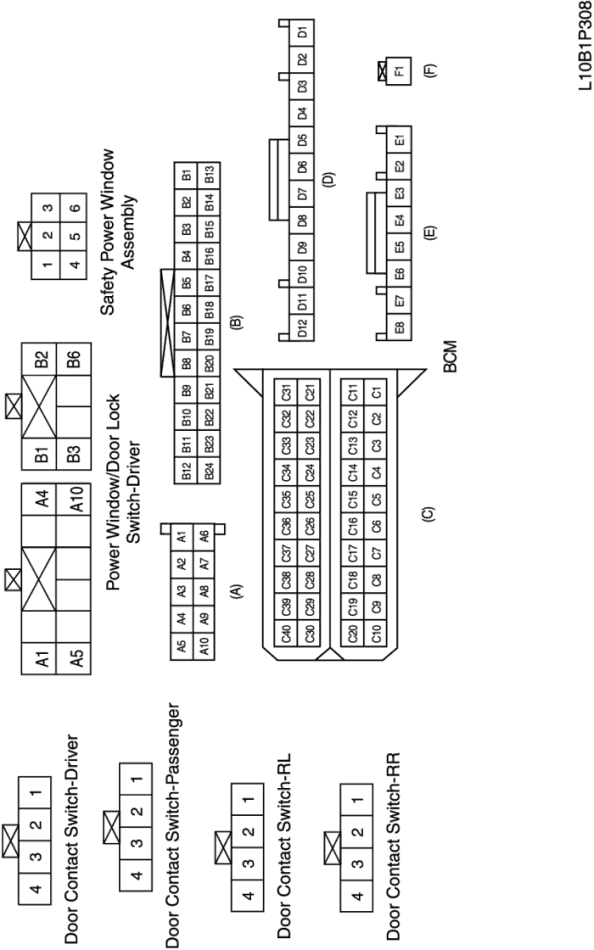 4 3 2 1
Door Contact Switch-Driver
4 3 2 1
Door Contact Switch-Passenger
4 3 2 1
Door Contact Switch-RL
4 3 2 1
Door Contact Switch-RR
A1 A4
A5 A10
B1 B2
B3 B6
Power Window/Door Lock
Switch-Driver
1 2 3
4 5 6
Safety Power Window
Assembly
A5 A4 A3 A2 A1
A10 A9 A8 A7 A6
(A)
B12 B11 B10 B9 B8 B7 B6 B5 B4 B3 B2 B1
B24 B23 B22 B21 B20 B19 B18 B17 B16 B15 B14 B13
(B)
C40 C39 C38 C37 C36 C35 C34 C33 C32 C31
C30 C29 C28 C27 C26 C25 C24 C23 C22 C21
C20 C19 C18 C17 C16 C15 C14 C13 C12 C11
C10 C9 C8 C7 C6 C5 C4 C3 C2 C1
(C)
D12 D11 D10 D9 D8 D7 D6 D5 D4 D3 D2 D1
(D)
E8 E7 E6 E5 E4 E3 E2 E1
(E)
F1
(F)
BCM
L10B1P308